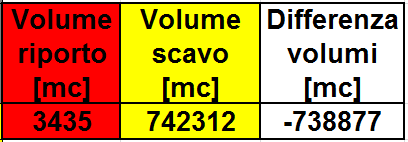 Volume riporto [mc]
Volume scavo [mc]
Differenza volumi [mc]
3435 742312 -738877